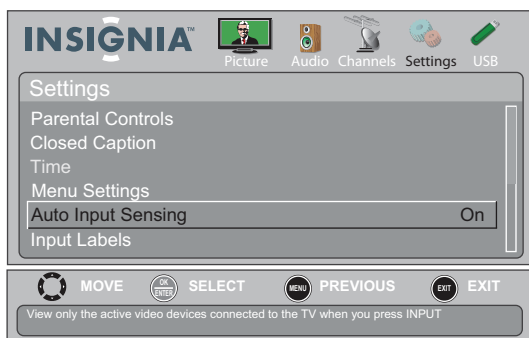 INSIGNIA™
Picture Audio Channels Settings USB
Settings
Parental Controls
Closed Caption
Time
Menu Settings
Auto Input Sensing On
Input Labels
MOVE OK ENTER SELECT MENU PREVIOUS EXIT EXIT
View only the active video devices connected to the TV when you press INPUT